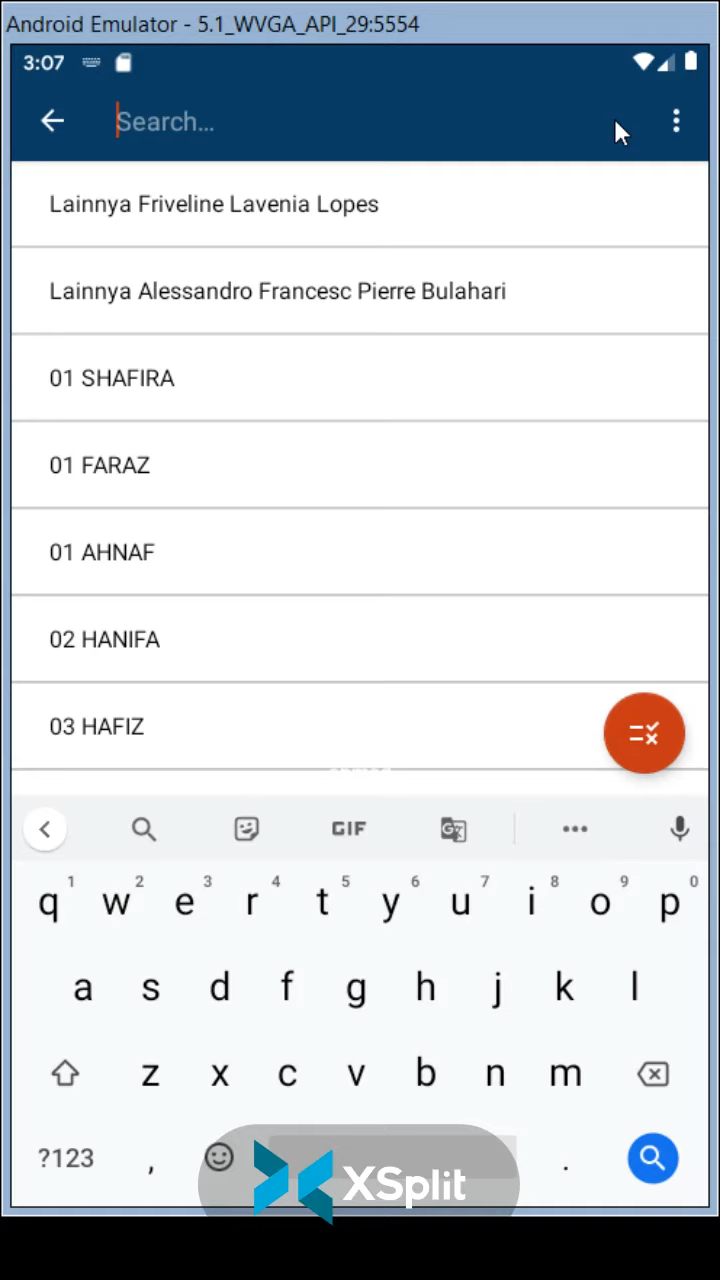 Android Emulator - 5.1_WVGA_API_29:5554
3:07
Search...
Lainnya Friveline Lavenia Lopes
Lainnya Alessandro Francesc Pierre Bulahari
01 SHAFIRA
01 FARAZ
01 AHNAF
02 HANIFA
03 HAFIZ
GIF
1 2 3 4 5 6 7 8 9 0
q w e r t y u i o p
a s d f g h j k l
z x c v b n m
?123 , .
XSplit